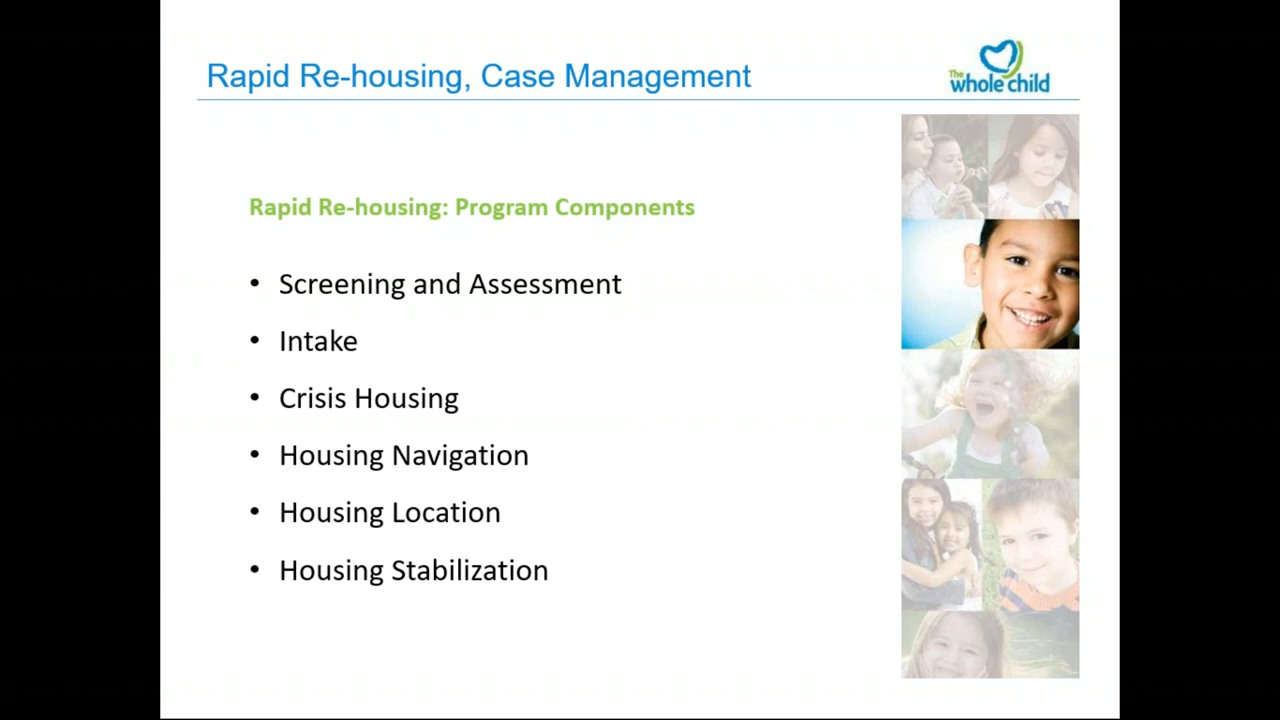 Rapid Re-housing, Case Management
The
whole child
Rapid Re-housing: Program Components
• Screening and Assessment
• Intake
• Crisis Housing
• Housing Navigation
• Housing Location
• Housing Stabilization